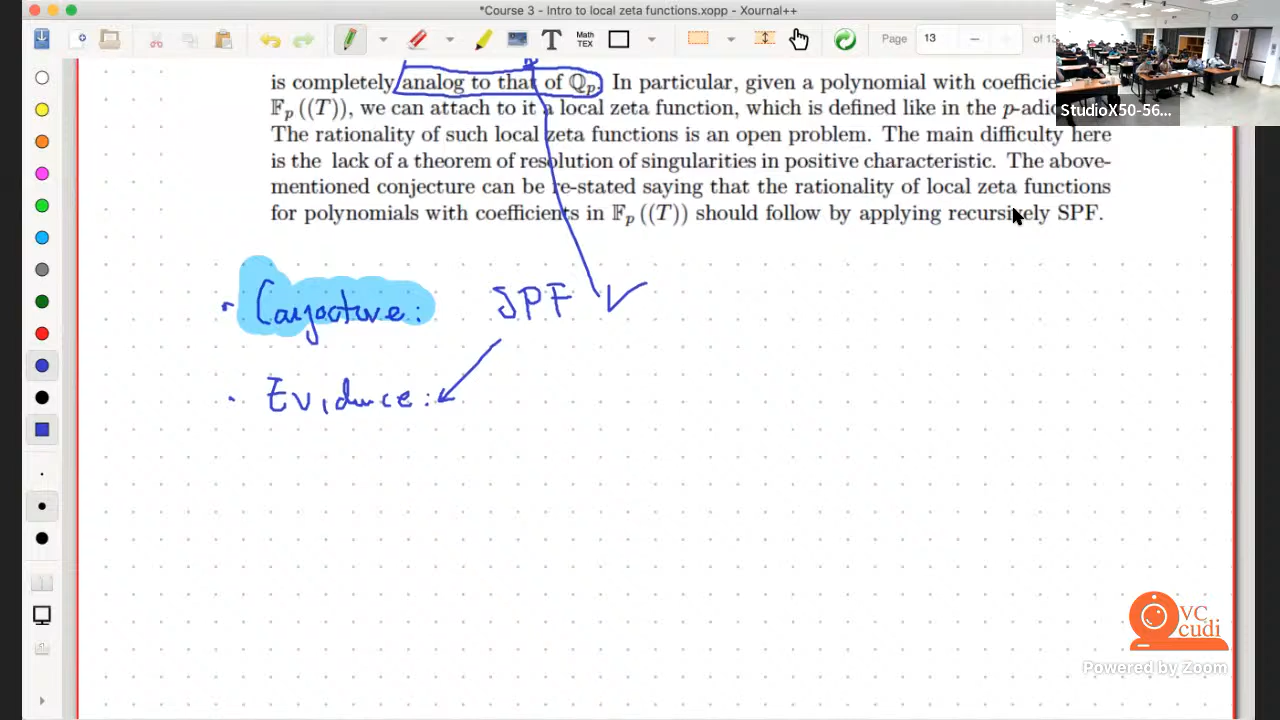 *Course 3 - Intro to local zeta functions.xopp - Xournal++
Math
TEX
Page 13 of 13
StudioX50-56...
is completely analog to that of ℚₚ. In particular, given a polynomial with coefficie
𝔽ₚ((T)), we can attach to it a local zeta function, which is defined like in the p-adic
The rationality of such local zeta functions is an open problem. The main difficulty here
is the lack of a theorem of resolution of singularities in positive characteristic. The above-
mentioned conjecture can be re-stated saying that the rationality of local zeta functions
for polynomials with coefficients in 𝔽ₚ((T)) should follow by applying recursively SPF.
Conjecture: SPF ✓
Evidence:
VC
cudi
Powered by Zoom